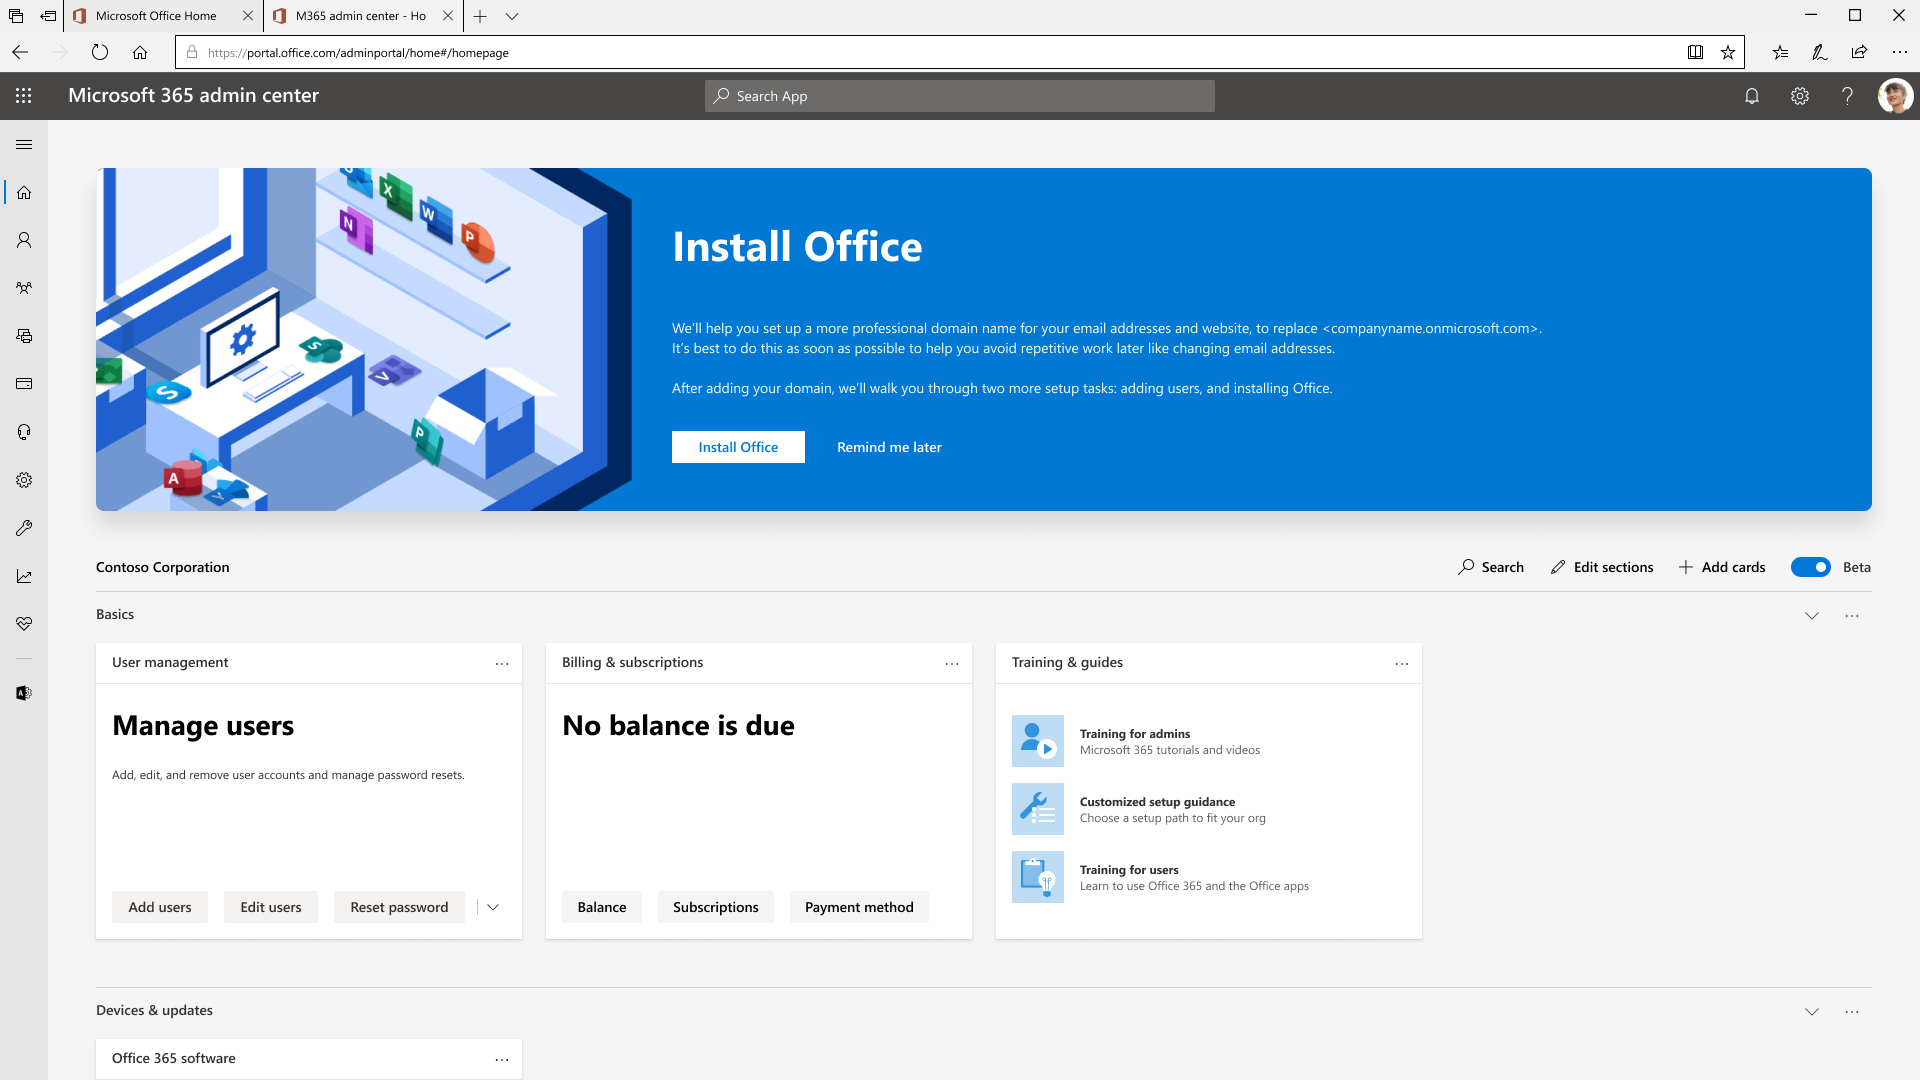 Microsoft Office Home
M365 admin center - Ho
https://portal.office.com/adminportal/home#/homepage
Microsoft 365 admin center
Search App
Install Office
We'll help you set up a more professional domain name for your email addresses and website, to replace <companyname.onmicrosoft.com>.
It's best to do this as soon as possible to help you avoid repetitive work later like changing email addresses.
After adding your domain, we'll walk you through two more setup tasks: adding users, and installing Office.
Install Office
Remind me later
Contoso Corporation
Search
Edit sections
Add cards
Beta
Basics
User management
Manage users
Add, edit, and remove user accounts and manage password resets.
Add users
Edit users
Reset password
Billing & subscriptions
No balance is due
Balance
Subscriptions
Payment method
Training & guides
Training for admins
Microsoft 365 tutorials and videos
Customized setup guidance
Choose a setup path to fit your org
Training for users
Learn to use Office 365 and the Office apps
Devices & updates
Office 365 software